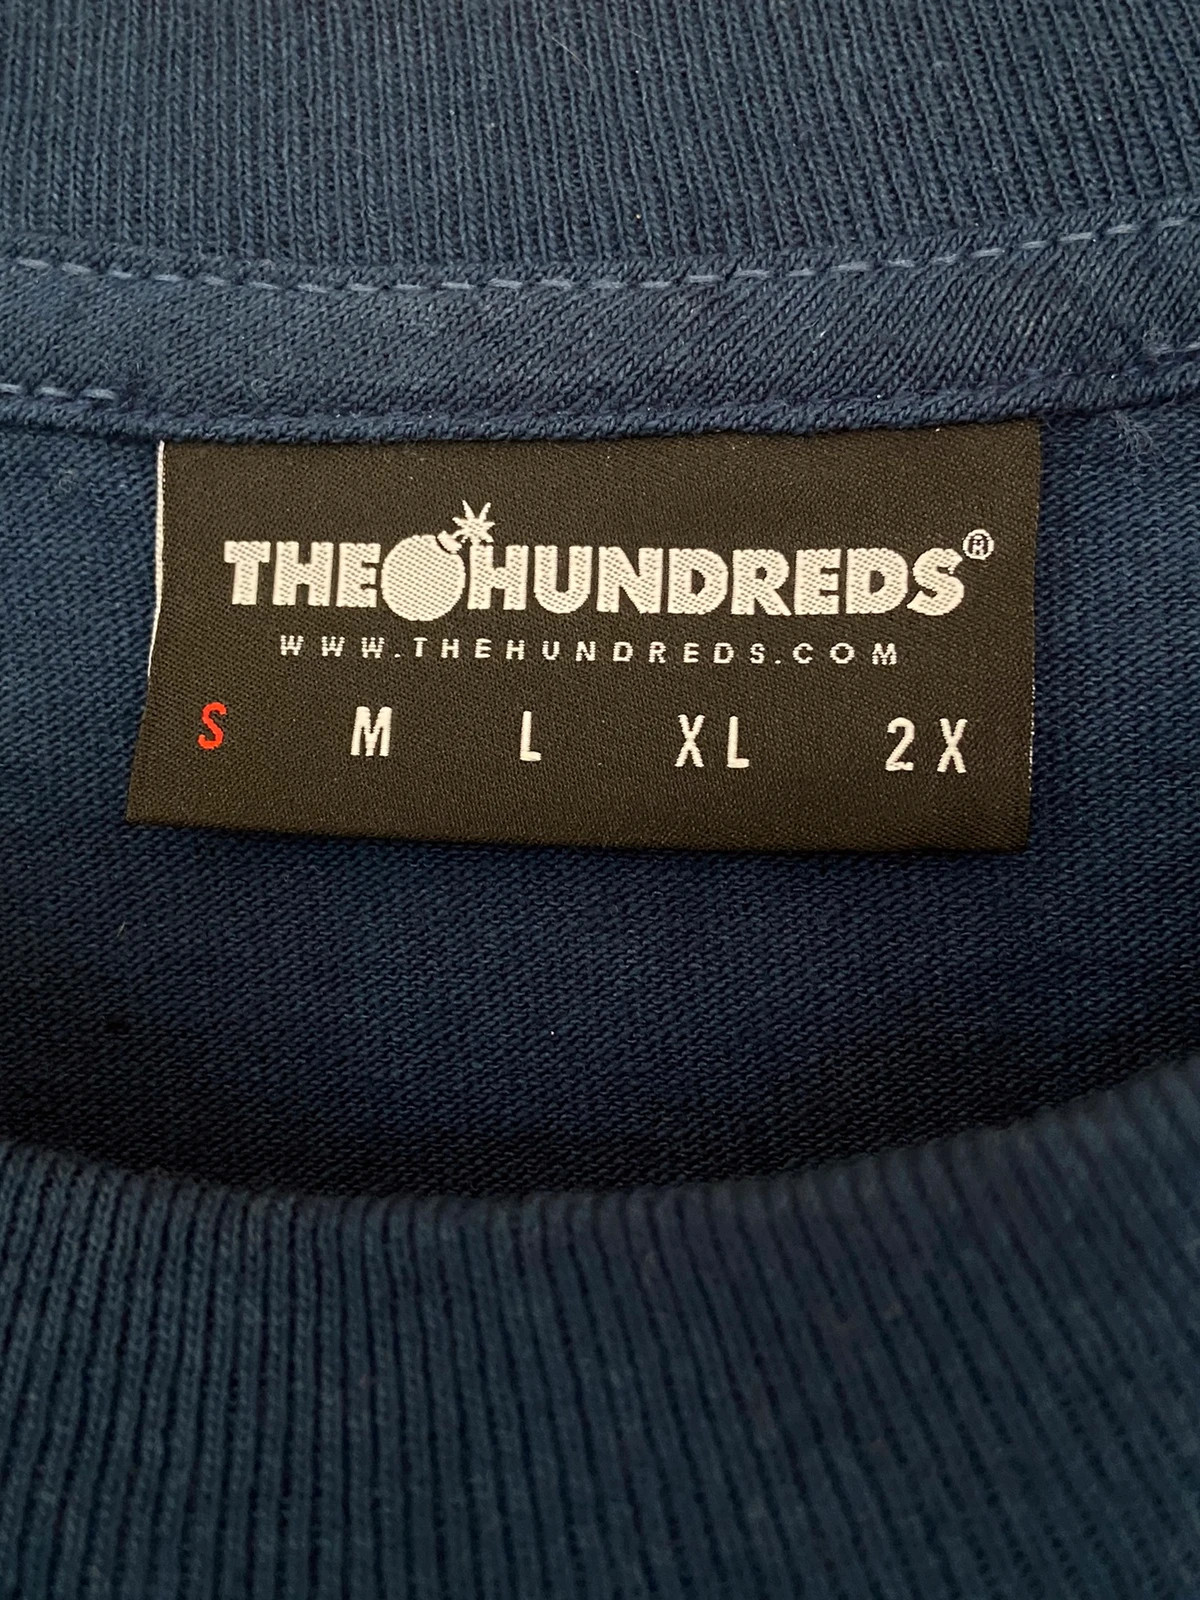 THE HUNDREDS®
WWW.THEHUNDREDS.COM
S M L XL 2X